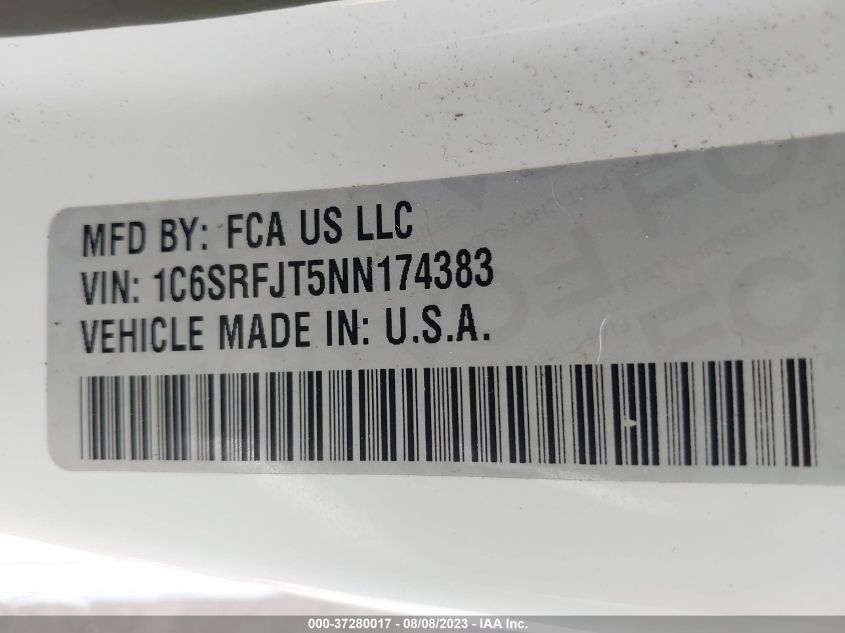 MFD BY: FCA US LLC
VIN: 1C6SRFJT5NN174383
VEHICLE MADE IN: U.S.A.
000-37280017 - 08/08/2023 - IAA Inc.